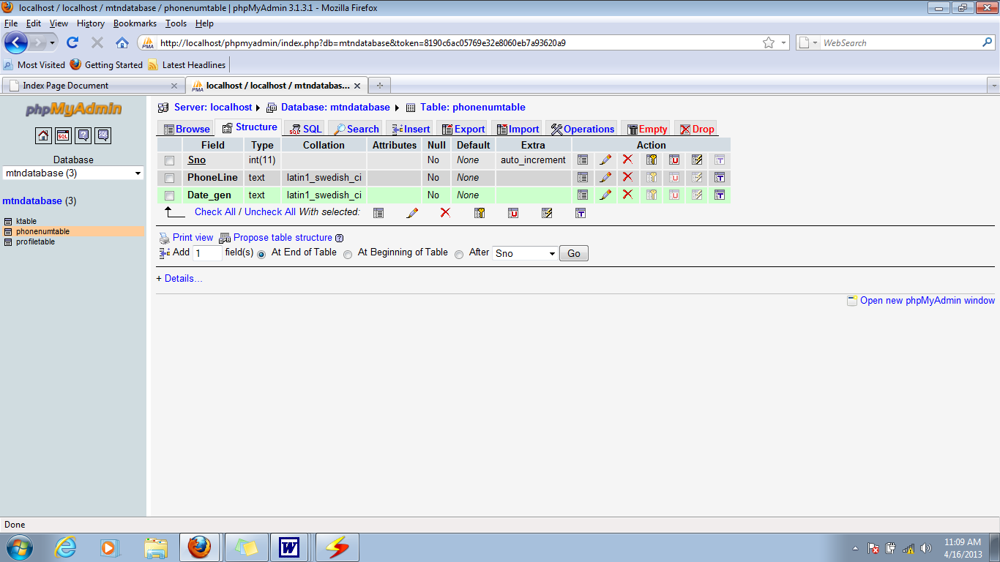 localhost / localhost / mtndatabase / phonenumtable | phpMyAdmin 3.1.3.1 - Mozilla Firefox
File Edit View History Bookmarks Tools Help
PMA http://localhost/phpmyadmin/index.php?db=mtndatabase&token=8190c6ac05769e32e8060eb7a93620a9 WebSearch
Most Visited Getting Started Latest Headlines
Index Page Document PMA localhost / localhost / mtndatabas...
phpMyAdmin
SQL
Database
mtndatabase (3)
mtndatabase (3)
ktable
phonenumtable
profiletable
Server: localhost Database: mtndatabase Table: phonenumtable
Browse Structure SQL Search Insert Export Import Operations Empty Drop
Field Type Collation Attributes Null Default Extra Action
Sno int(11) No None auto_increment
PhoneLine text latin1_swedish_ci No None
Date_gen text latin1_swedish_ci No None
Check All / Uncheck All With selected:
Print view Propose table structure
Add 1 field(s) At End of Table At Beginning of Table After Sno Go
+ Details...
Open new phpMyAdmin window
Done
11:09 AM
4/16/2013